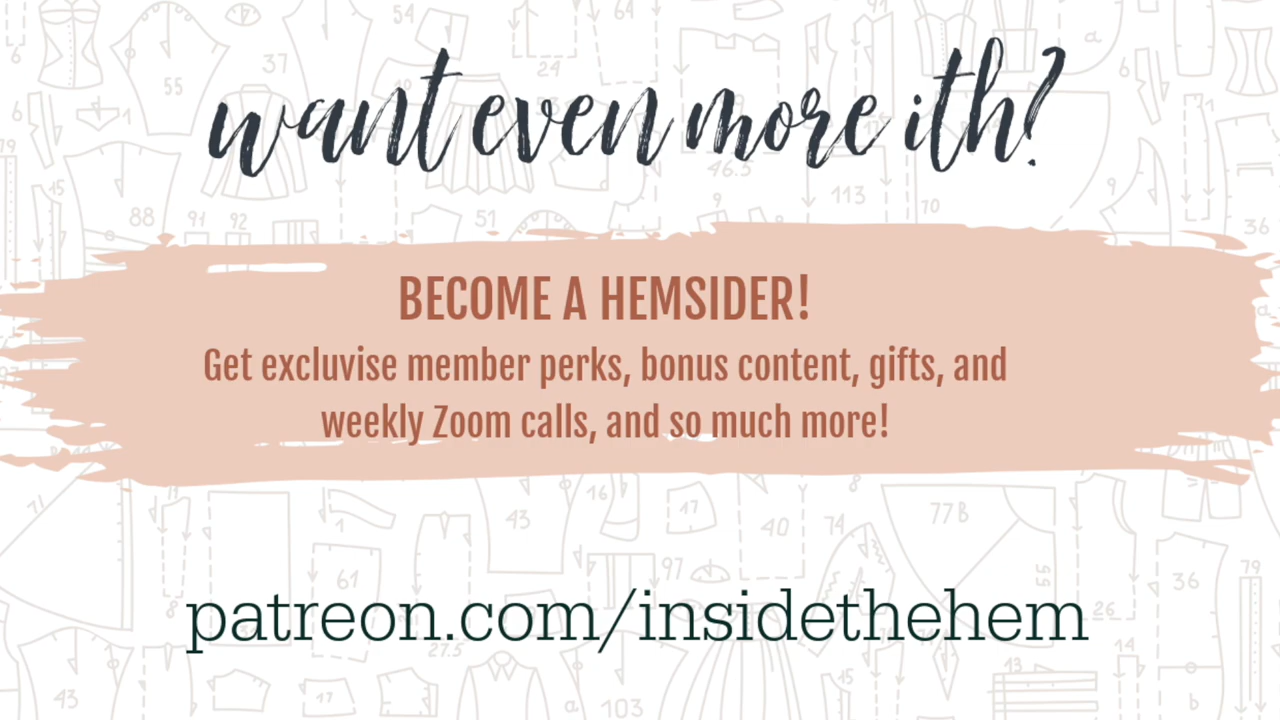 want even more ith?
BECOME A HEMSIDER!
Get excluvise member perks, bonus content, gifts, and
weekly Zoom calls, and so much more!
patreon.com/insidethehem